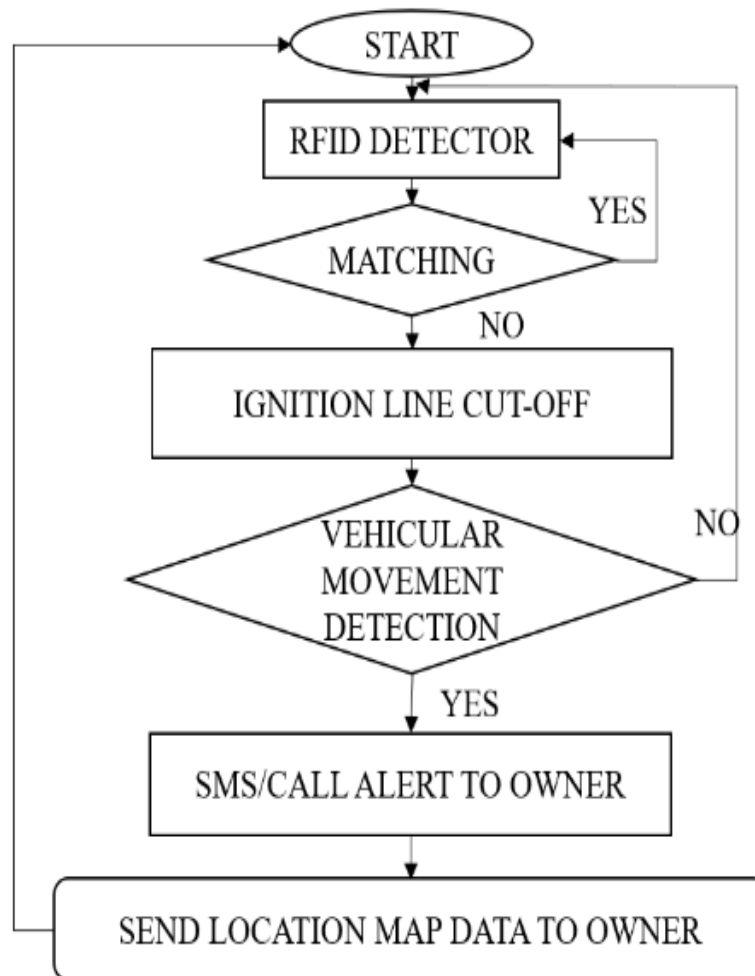 START
RFID DETECTOR
YES
MATCHING
NO
IGNITION LINE CUT-OFF
VEHICULAR
MOVEMENT
DETECTION
NO
YES
SMS/CALL ALERT TO OWNER
SEND LOCATION MAP DATA TO OWNER